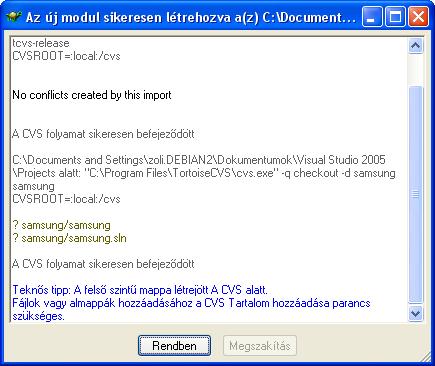 Az új modul sikeresen létrehozva a(z) C:\Document...
tcvs-release
CVSROOT=:local:/cvs
No conflicts created by this import
A CVS folyamat sikeresen befejeződött
C:\Documents and Settings\zoli.DEBIAN2\Dokumentumok\Visual Studio 2005
\Projects alatt: "C:\Program Files\TortoiseCVS\cvs.exe" -q checkout -d samsung
samsung
CVSROOT=:local:/cvs
? samsung/samsung
? samsung/samsung.sln
A CVS folyamat sikeresen befejeződött
Teknős tipp: A felső szintű mappa létrejött A CVS alatt.
Fájlok vagy almappák hozzáadásához a CVS Tartalom hozzáadása parancs
szükséges.
Rendben
Megszakítás